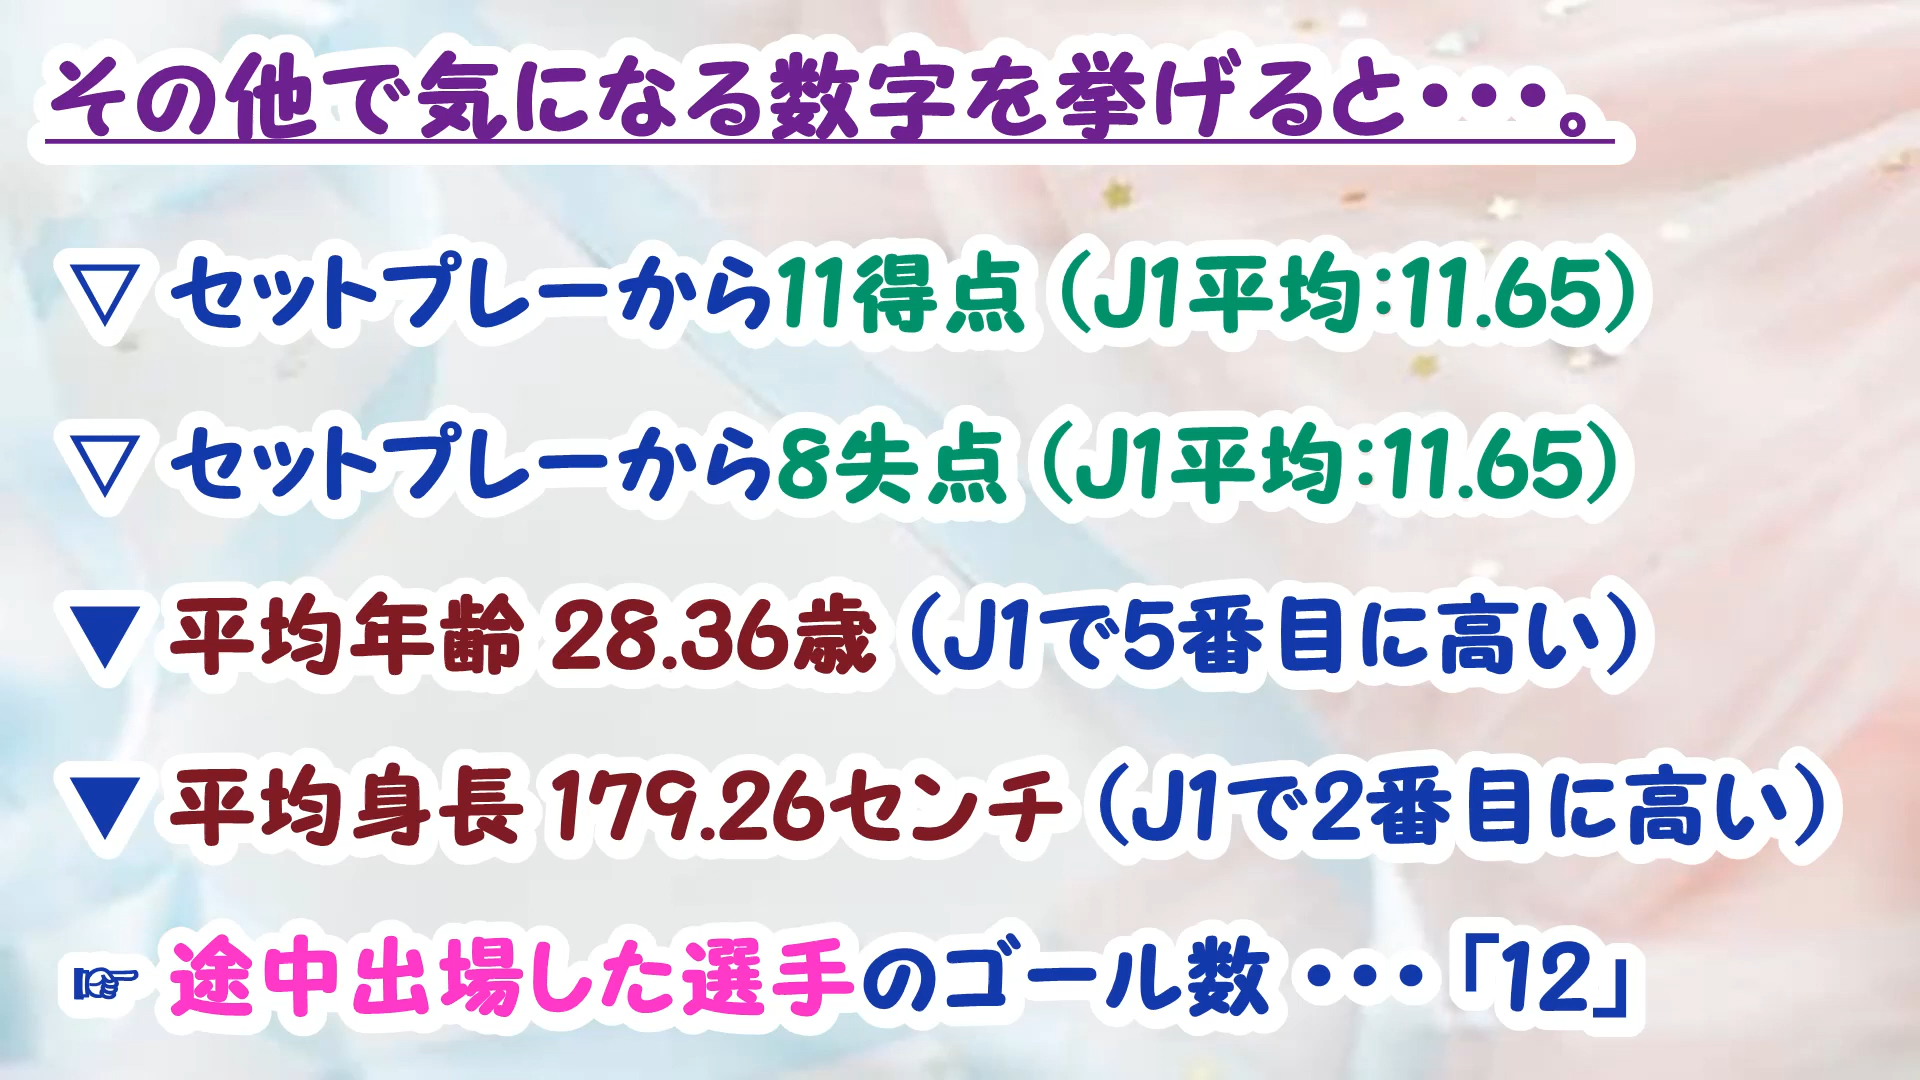 その他で気になる数字を挙げると・・・。
▽ セットプレーから11得点（J1平均：11.65）
▽ セットプレーから8失点（J1平均：11.65）
▼ 平均年齢 28.36歳（J1で5番目に高い）
▼ 平均身長 179.26センチ（J1で2番目に高い）
☞ 途中出場した選手のゴール数 ・・・「12」